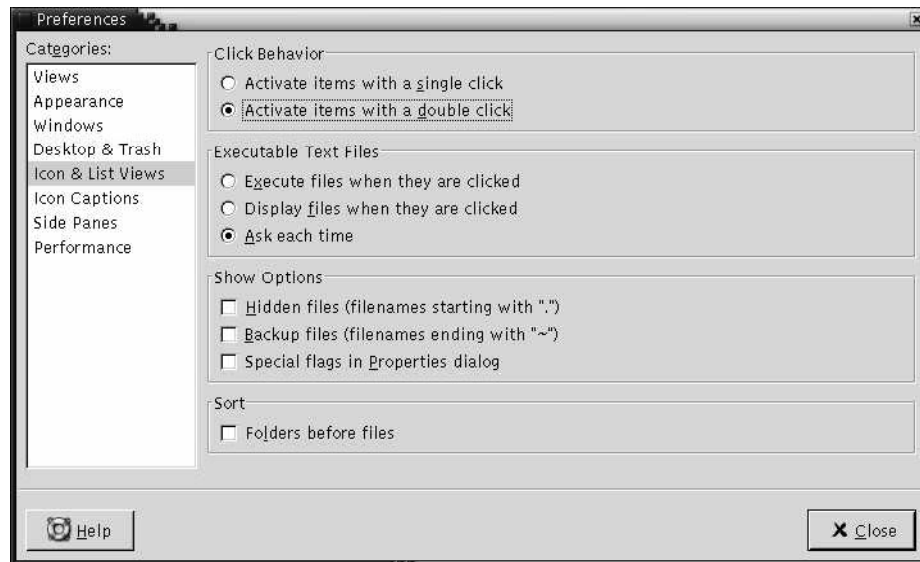 Preferences
Categories:
Views
Appearance
Windows
Desktop & Trash
Icon & List Views
Icon Captions
Side Panes
Performance
Click Behavior
Activate items with a single click
Activate items with a double click
Executable Text Files
Execute files when they are clicked
Display files when they are clicked
Ask each time
Show Options
Hidden files (filenames starting with ".")
Backup files (filenames ending with "~")
Special flags in Properties dialog
Sort
Folders before files
Help
Close